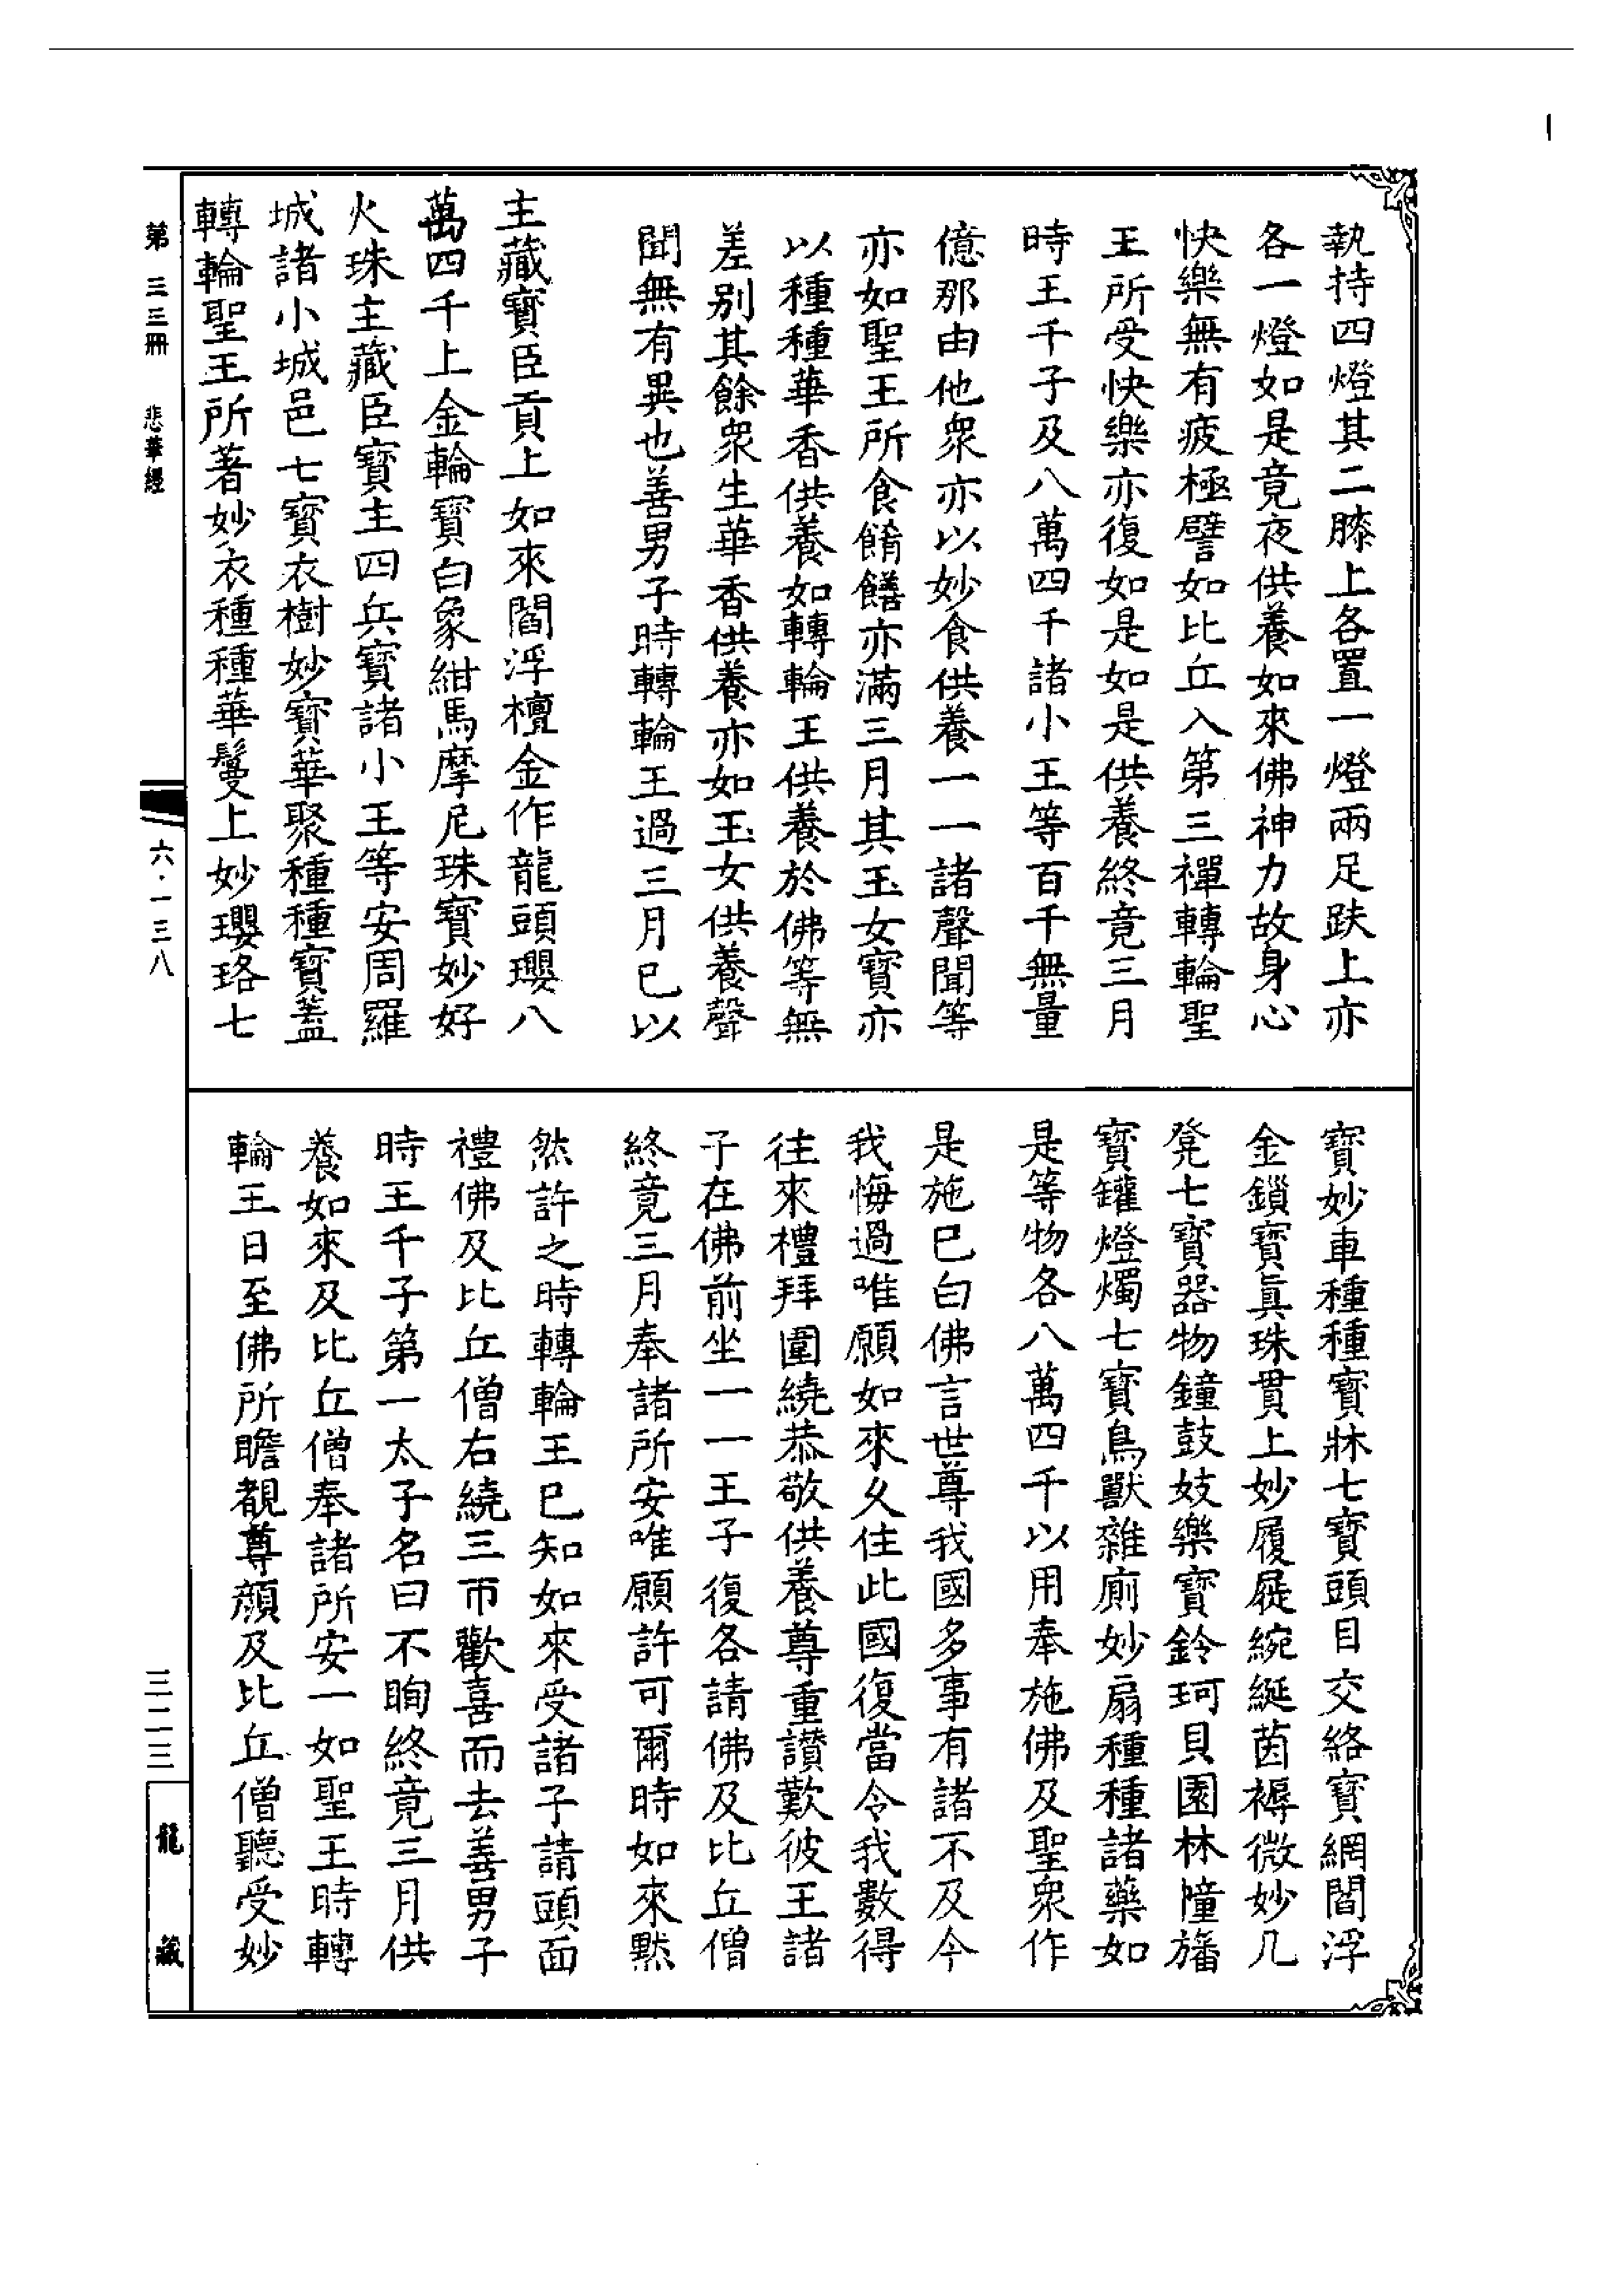 執持四燈其二膝上各置一燈兩足趺上亦
各一燈如是竟夜供養如來佛神力故身心
快樂無有疲極譬如比丘入第三禪轉輪聖
王所受快樂亦復如是如是供養終竟三月
時王千子及八萬四千諸小王等百千無量
億那由他衆亦以妙食供養一一諸聲聞等
亦如聖王所食餚饍亦滿三月其玉女寶亦
以種種華香供養如轉輪王供養於佛等無
差別其餘衆生華香供養亦如玉女供養聲
聞無有異也善男子時轉輪王過三月已以
主藏寶臣貢上如來閻浮檀金作龍頭瓔八
萬四千上金輪寶白象紺馬摩尼珠寶妙好
火珠主藏臣寶主四兵寶諸小王等安周羅
城諸小城邑七寶衣樹妙寶華聚種種寶蓋
轉輪聖王所著妙衣種種華鬘上妙瓔珞七
寶妙車種種寶牀七寶頭目交絡寶網閻浮
金鎖寶眞珠貫上妙履屣綩綖茵褥微妙几
凳七寶器物鐘鼓妓樂寶鈴珂貝園林幢旛
寶罐燈燭七寶鳥獸雜廁妙扇種種諸藥如
是等物各八萬四千以用奉施佛及聖衆作
是施已白佛言世尊我國多事有諸不及今
我悔過唯願如來久住此國復當令我數得
往來禮拜圍繞恭敬供養尊重讚歎彼王諸
子在佛前坐一一王子復各請佛及比丘僧
終竟三月奉諸所安唯願許可爾時如來默
然許之時轉輪王已知如來受諸子請頭面
禮佛及比丘僧右繞三帀歡喜而去善男子
時王千子第一太子名曰不眴終竟三月供
養如來及比丘僧奉諸所安一如聖王時轉
輪王日至佛所瞻覩尊顏及比丘僧聽受妙
第三三冊 悲華經
六·一三八
三二三
龍藏